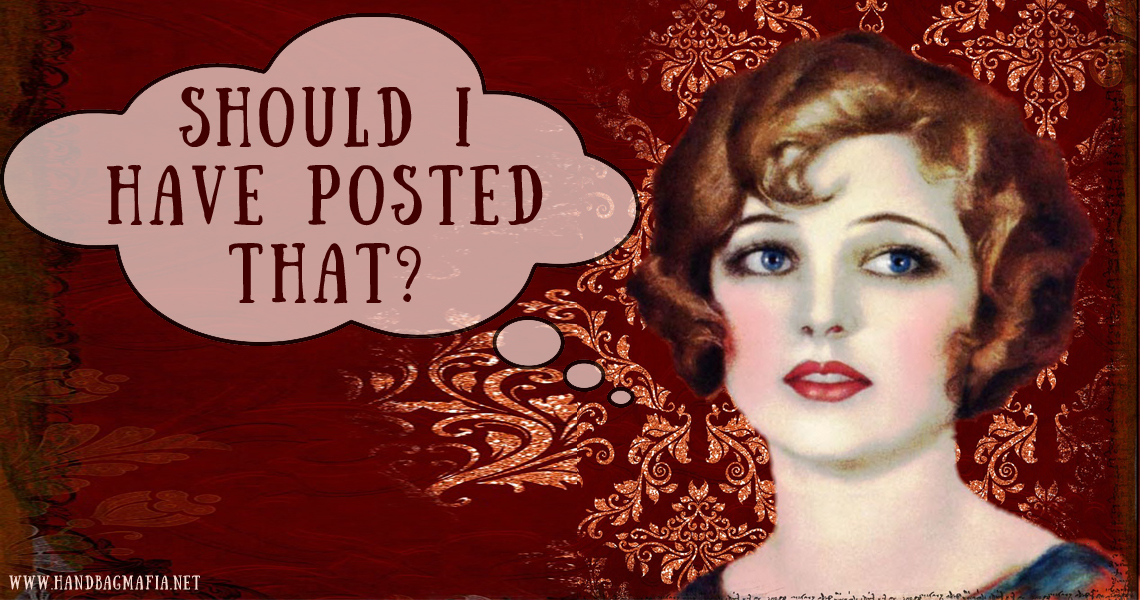 SHOULD I
HAVE POSTED
THAT?
WWW.HANDBAGMAFIA.NET